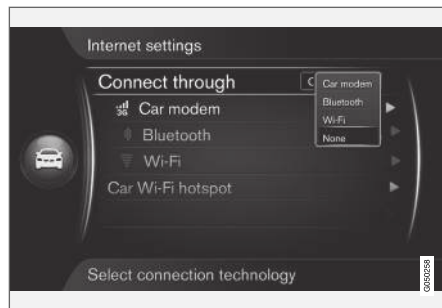 Internet settings
Connect through
Car modem
Bluetooth
Wi-Fi
None
3G Car modem
Bluetooth
Wi-Fi
Car Wi-Fi hotspot
Select connection technology
G050258